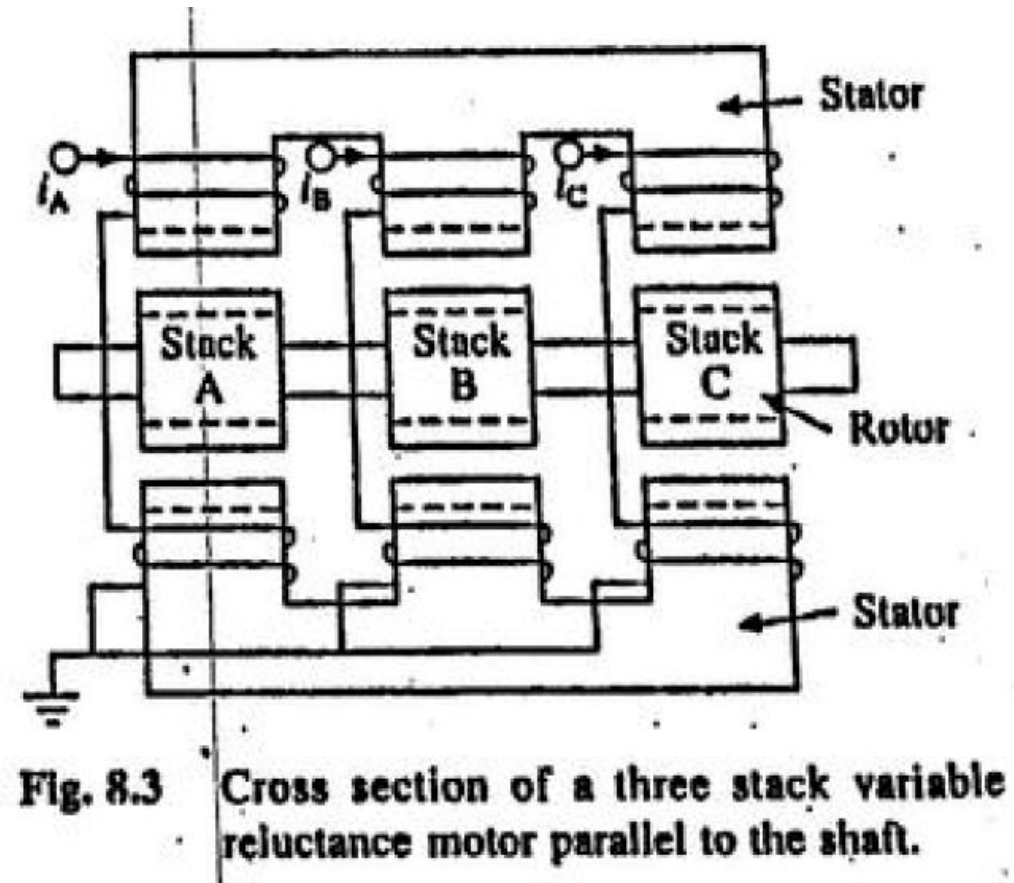 Stator
iA
iB
iC
Stack
A
Stack
B
Stack
C
Rotor
Stator
Fig. 8.3 Cross section of a three stack variable
reluctance motor parallel to the shaft.